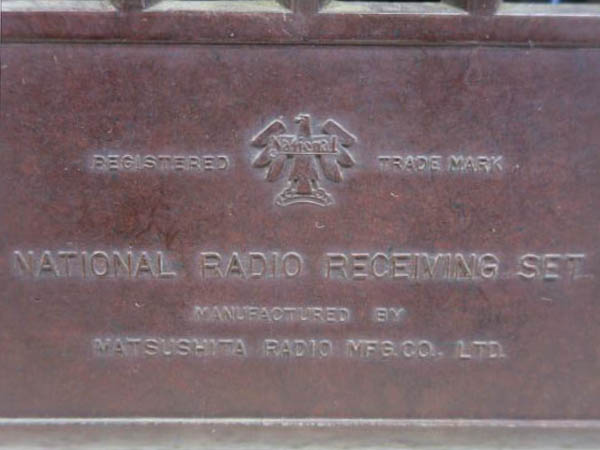 National
REGISTERED TRADE MARK
NATIONAL RADIO RECEIVING SET.
MANUFACTURED BY
MATSUSHITA RADIO MFG.CO. LTD.